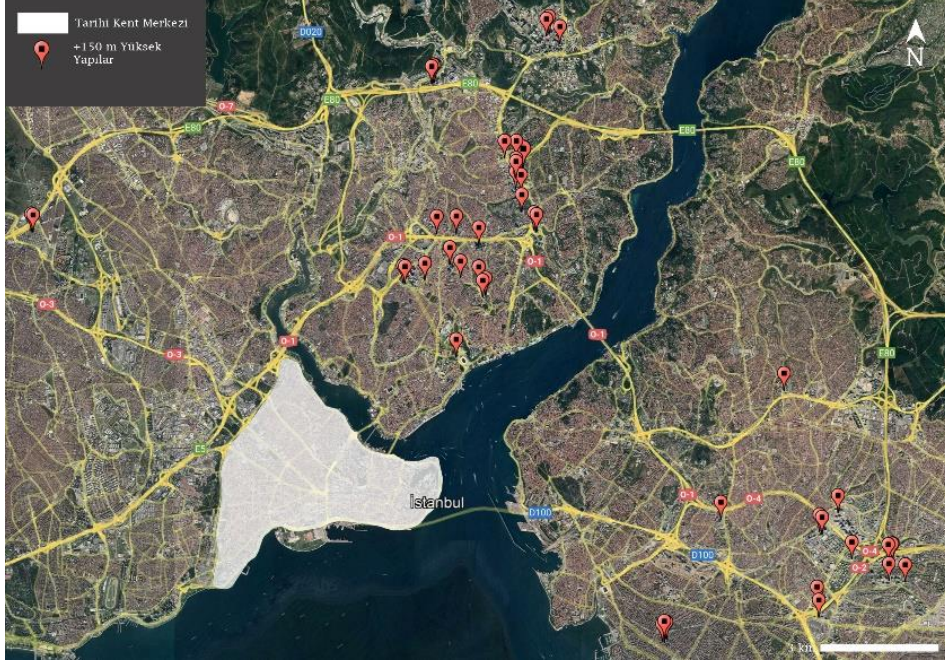 Tarihi Kent Merkezi
+150 m Yüksek
Yapılar
N
D020
E80
E80
O-7
E80
E80
E80
O-1
O-1
O-3
O-3
O-1
O-1
E80
E5
İstanbul
O-1
O-4
D100
D100
O-4
O-2
3 km